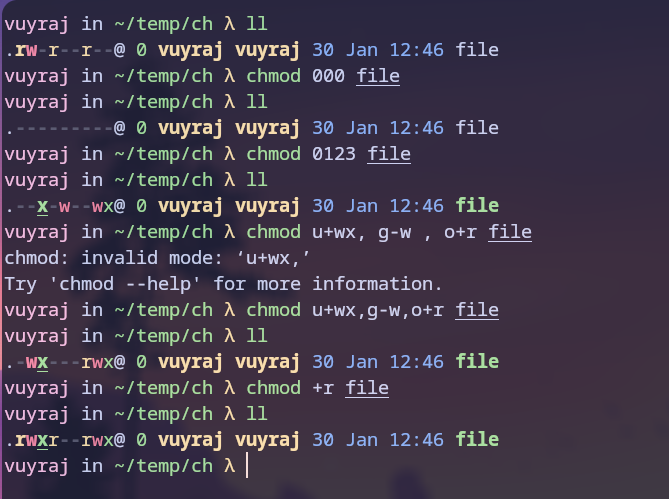 vuyraj in ~/temp/ch λ ll
.rw-r--r--@ 0 vuyraj vuyraj 30 Jan 12:46 file
vuyraj in ~/temp/ch λ chmod 000 file
vuyraj in ~/temp/ch λ ll
.---------@ 0 vuyraj vuyraj 30 Jan 12:46 file
vuyraj in ~/temp/ch λ chmod 0123 file
vuyraj in ~/temp/ch λ ll
.--x-w--wx@ 0 vuyraj vuyraj 30 Jan 12:46 file
vuyraj in ~/temp/ch λ chmod u+wx, g-w , o+r file
chmod: invalid mode: ‘u+wx,’
Try 'chmod --help' for more information.
vuyraj in ~/temp/ch λ chmod u+wx,g-w,o+r file
vuyraj in ~/temp/ch λ ll
.-wx---rwx@ 0 vuyraj vuyraj 30 Jan 12:46 file
vuyraj in ~/temp/ch λ chmod +r file
vuyraj in ~/temp/ch λ ll
.rwxr--rwx@ 0 vuyraj vuyraj 30 Jan 12:46 file
vuyraj in ~/temp/ch λ